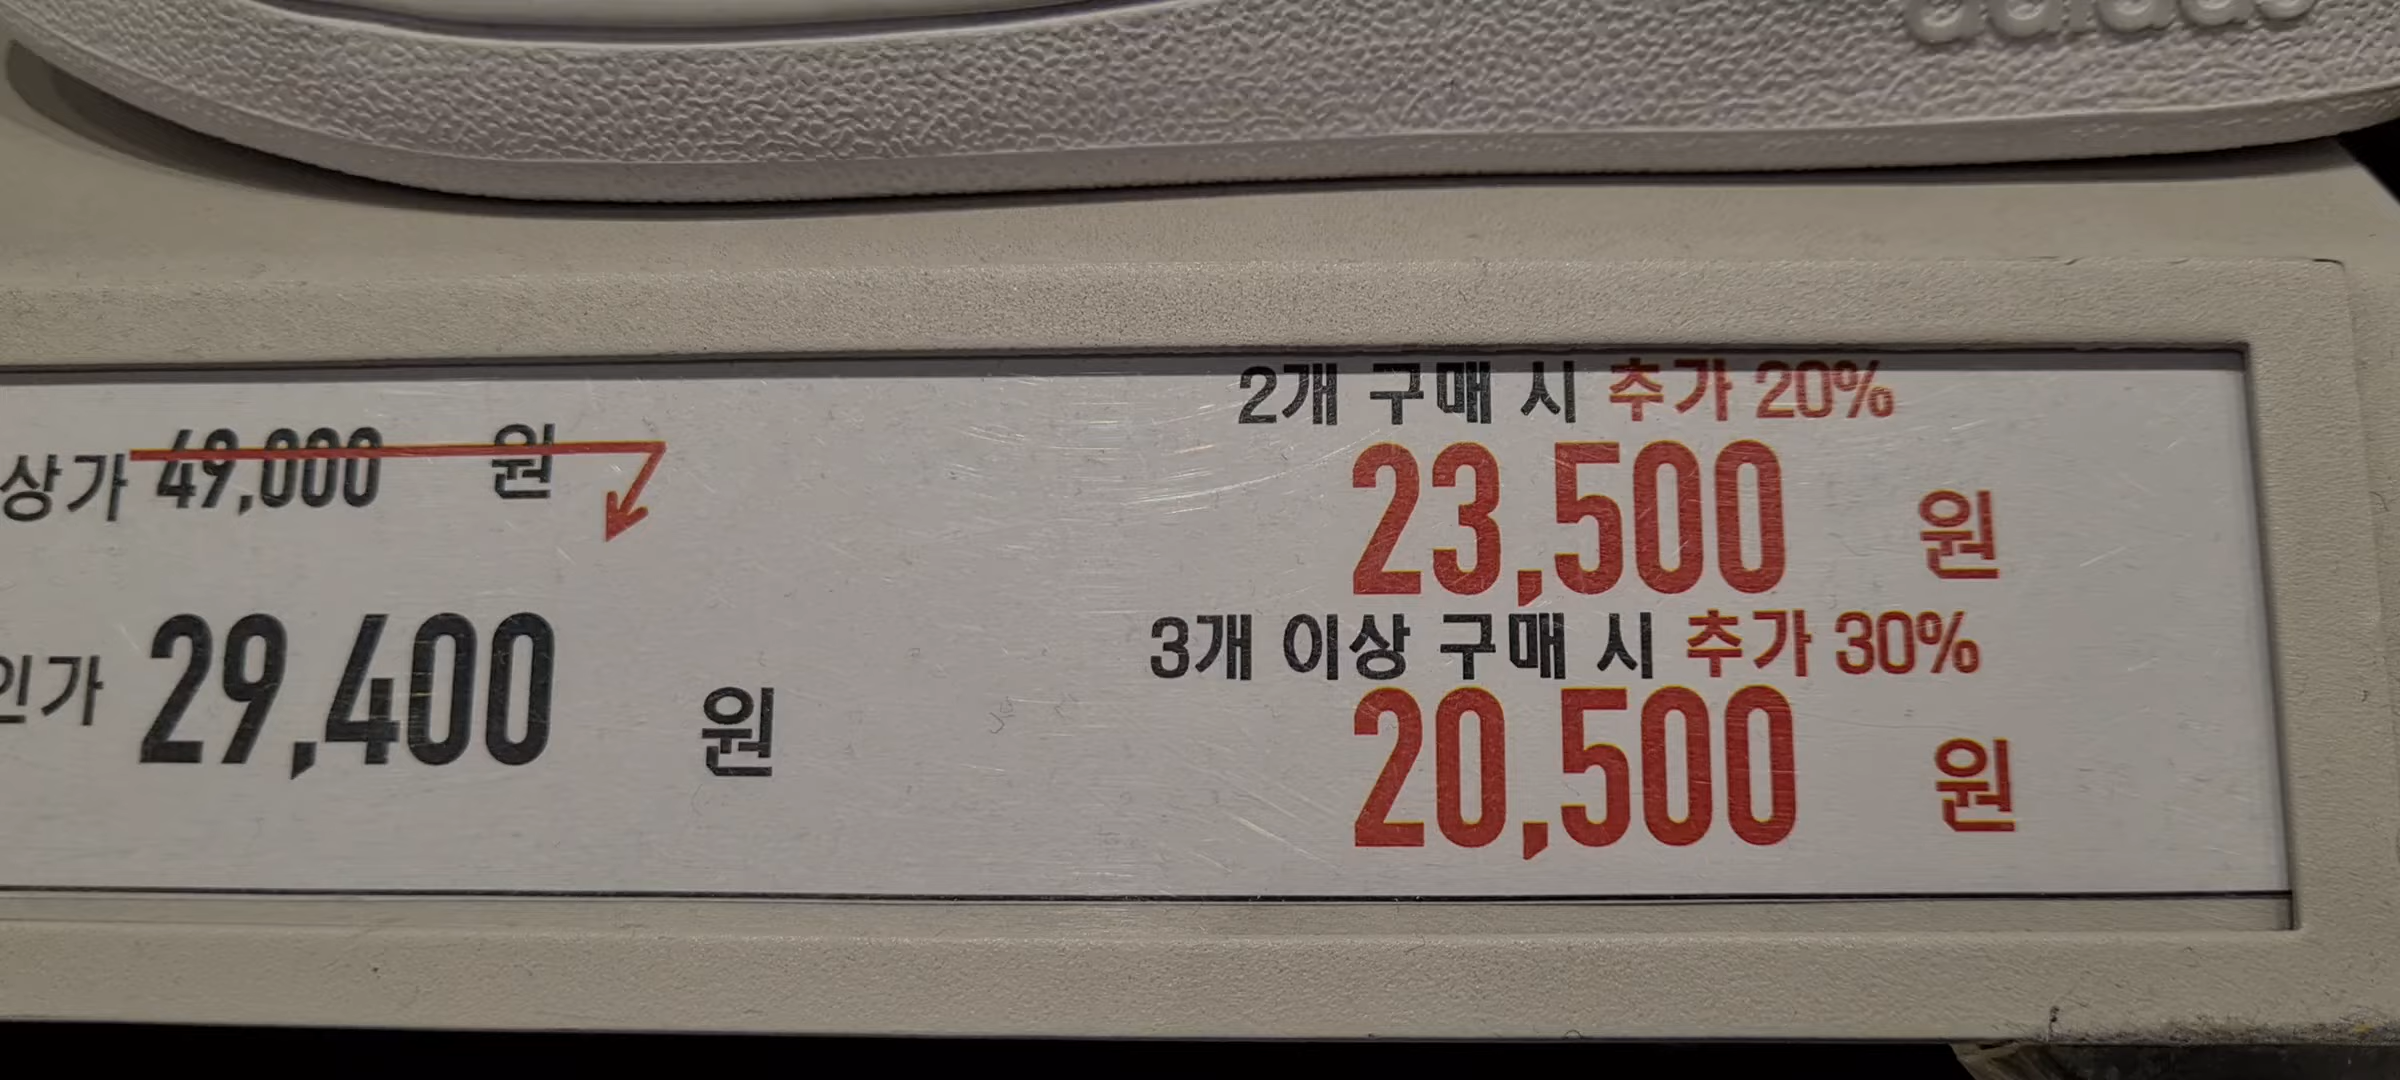 adidas
상가 49,000 원
인가 29,400 원
2개 구매 시 추가 20%
23,500 원
3개 이상 구매 시 추가 30%
20,500 원